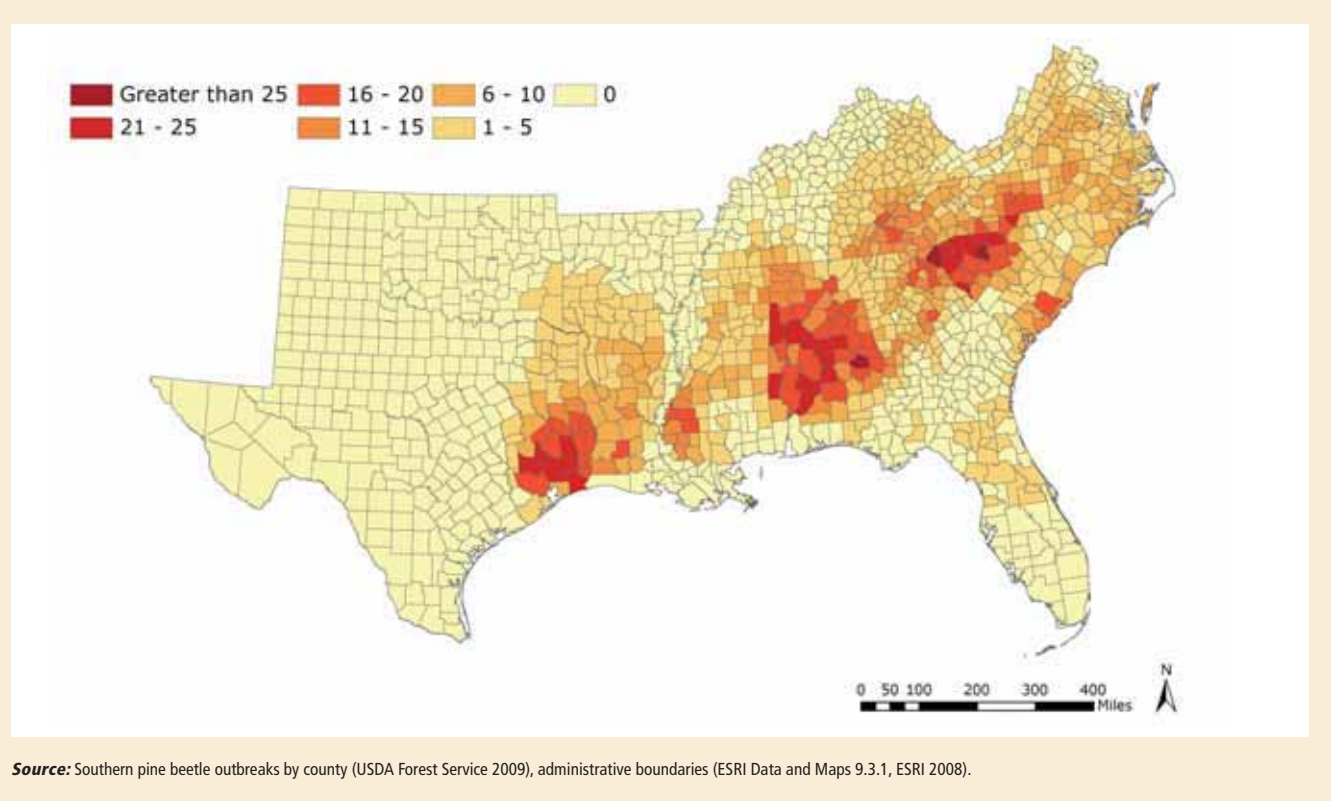 Greater than 25 16 - 20 6 - 10 0
21 - 25 11 - 15 1 - 5
N
0 50 100 200 300 400
Miles
Source: Southern pine beetle outbreaks by county (USDA Forest Service 2009), administrative boundaries (ESRI Data and Maps 9.3.1, ESRI 2008).